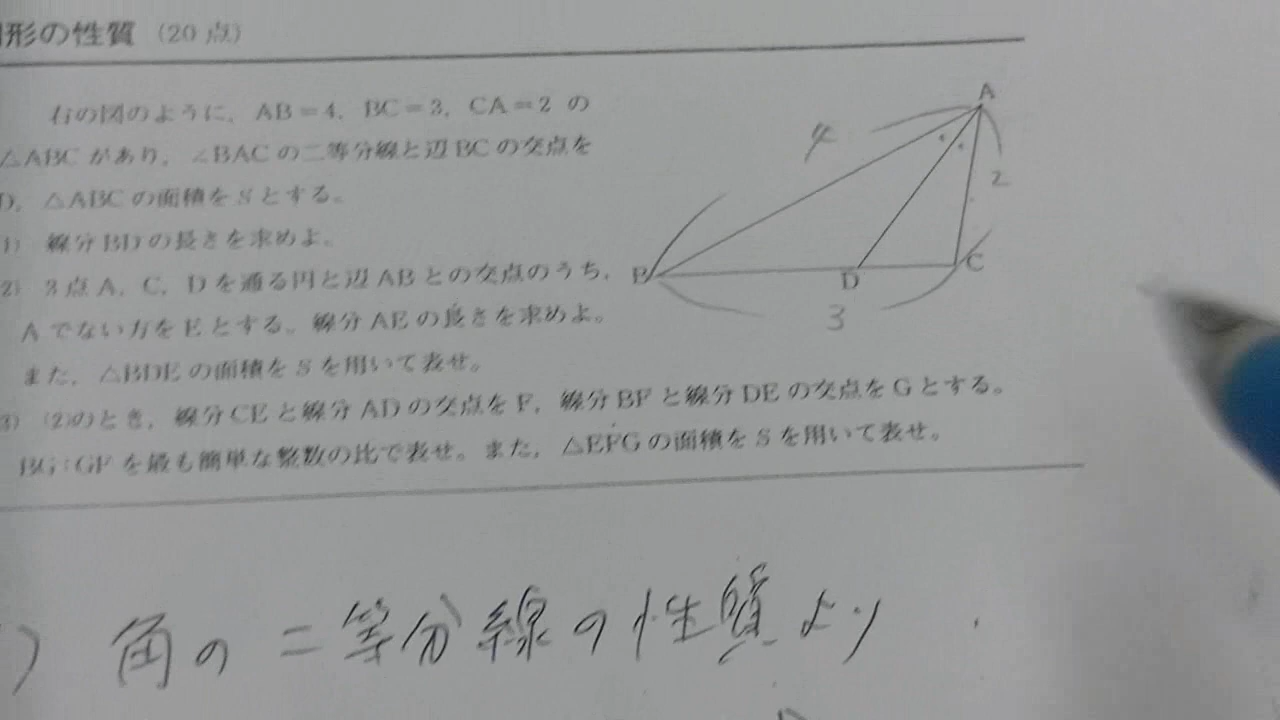 形の性質 (20点)
右の図のように, AB=4, BC=3, CA=2 の
△ABC があり, ∠BAC の二等分線と辺 BC の交点を
D, △ABC の面積を S とする。
(1) 線分 BD の長さを求めよ。
(2) 3点 A, C, D を通る円と辺 AB との交点のうち,
A でない方を E とする。線分 AE の長さを求めよ。
また, △BDE の面積を S を用いて表せ。
(3) (2)のとき, 線分 CE と線分 AD の交点を F, 線分 BF と線分 DE の交点を G とする。
BG:GF を最も簡単な整数の比で表せ。また, △EFG の面積を S を用いて表せ。
A
4
2
B
D
C
3
) 角の二等分線の性質より